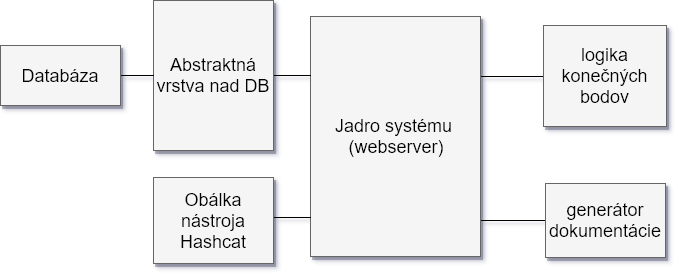 Databáza
Abstraktná
vrstva nad DB
Obálka
nástroja
Hashcat
Jadro systému
(webserver)
logika
konečných
bodov
generátor
dokumentácie